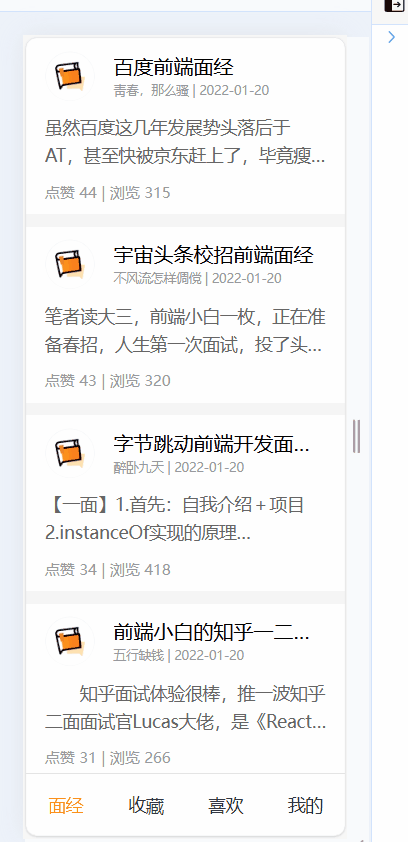 百度前端面经
青春，那么骚 | 2022-01-20
虽然百度这几年发展势头落后于
AT，甚至快被京东赶上了，毕竟瘦...
点赞 44 | 浏览 315
宇宙头条校招前端面经
不风流怎样倜傥 | 2022-01-20
笔者读大三，前端小白一枚，正在准
备春招，人生第一次面试，投了头...
点赞 43 | 浏览 320
字节跳动前端开发面...
醉卧九天 | 2022-01-20
【一面】1.首先：自我介绍 + 项目
2.instanceOf实现的原理...
点赞 34 | 浏览 418
前端小白的知乎一二...
五行缺钱 | 2022-01-20
知乎面试体验很棒，推一波知乎
二面面试官Lucas大佬，是《React...
点赞 31 | 浏览 266
面经 收藏 喜欢 我的